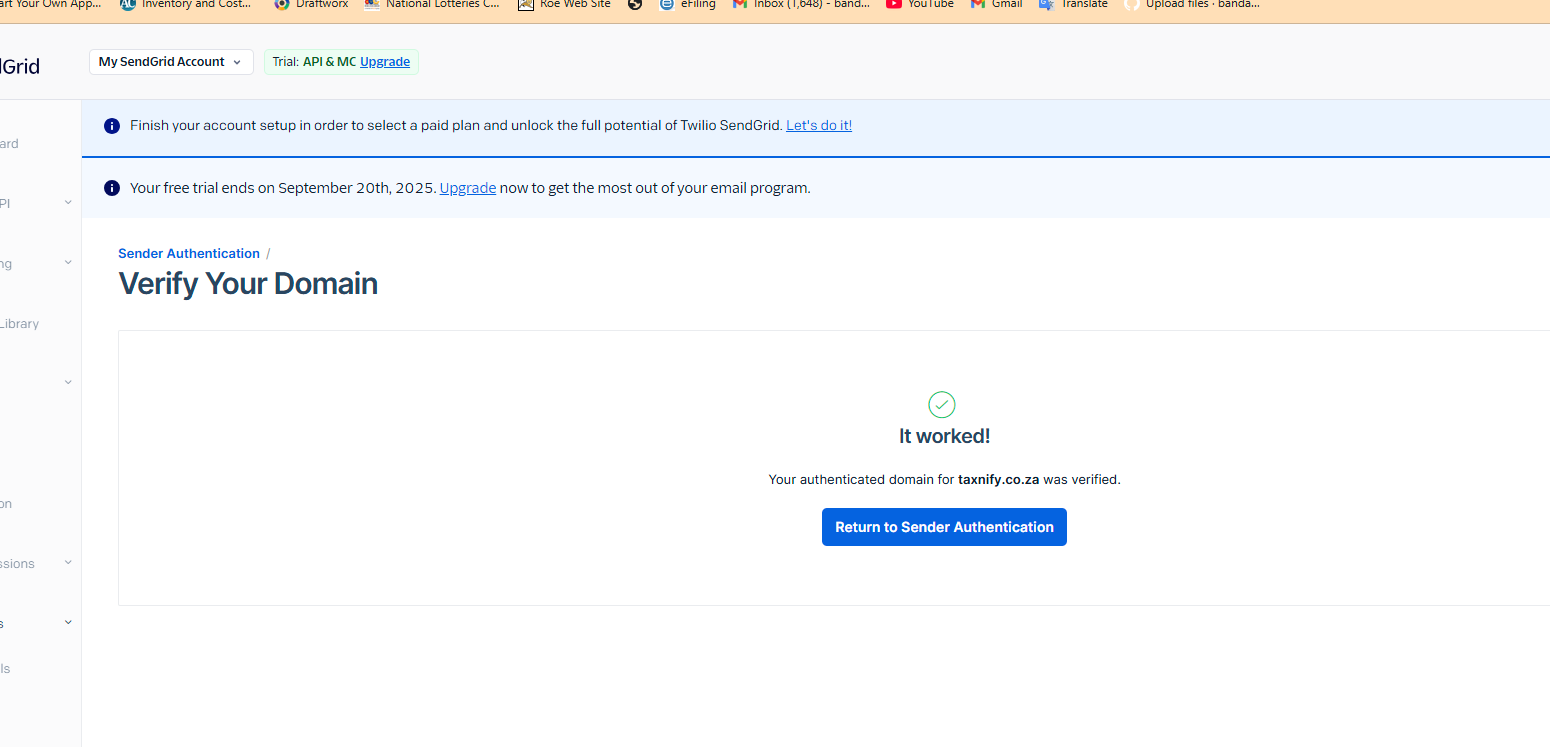 art Your Own App... Inventory and Cost... Draftworx National Lotteries C... Roe Web Site eFiling Inbox (1,648) - band... YouTube Gmail Translate Upload files · banda...
Grid My SendGrid Account Trial: API & MC Upgrade
Finish your account setup in order to select a paid plan and unlock the full potential of Twilio SendGrid. Let's do it!
ard
Your free trial ends on September 20th, 2025. Upgrade now to get the most out of your email program.
PI
Sender Authentication /
ng
Verify Your Domain
Library
It worked!
Your authenticated domain for taxnify.co.za was verified.
on
Return to Sender Authentication
ssions
s
ls